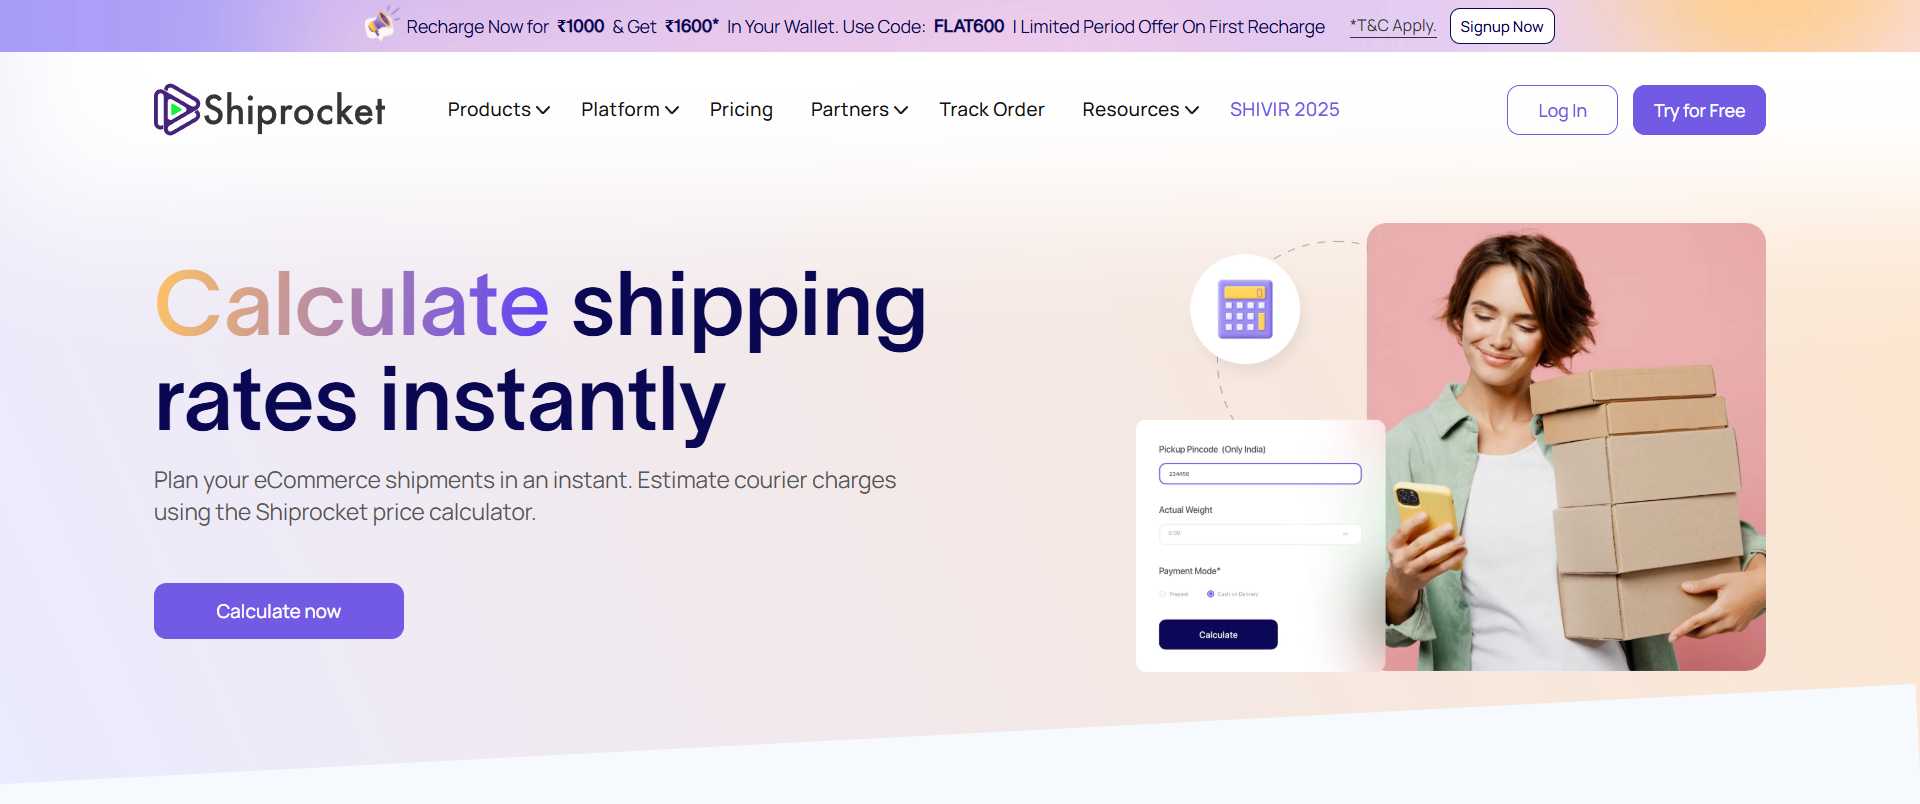 Recharge Now for ₹1000 & Get ₹1600* In Your Wallet. Use Code: FLAT600 | Limited Period Offer On First Recharge *T&C Apply. Signup Now
Shiprocket Products Platform Pricing Partners Track Order Resources SHIVIR 2025 Log In Try for Free
Calculate shipping
rates instantly
Plan your eCommerce shipments in an instant. Estimate courier charges
using the Shiprocket price calculator.
Calculate now
Pickup Pincode (Only India)
Actual Weight
0.00
Payment Mode*
Prepaid Cash on Delivery
Calculate